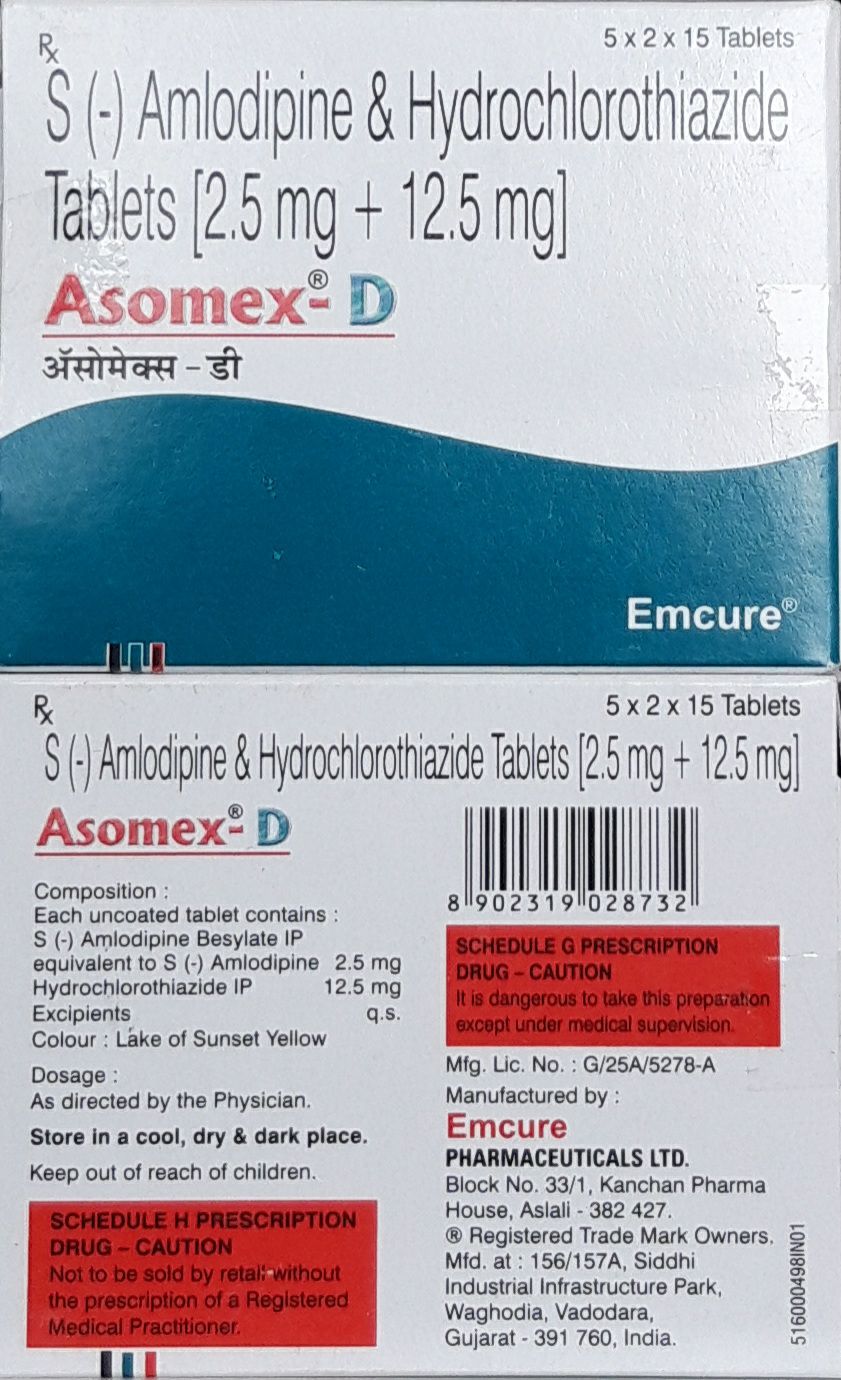 Rx
5 x 2 x 15 Tablets
S (-) Amlodipine & Hydrochlorothiazide
Tablets [2.5 mg + 12.5 mg]
Asomex®- D
ॲसोमेक्स - डी
Emcure®
Rx
5 x 2 x 15 Tablets
S (-) Amlodipine & Hydrochlorothiazide Tablets [2.5 mg + 12.5 mg]
Asomex®- D
Composition :
Each uncoated tablet contains :
S (-) Amlodipine Besylate IP
equivalent to S (-) Amlodipine 2.5 mg
Hydrochlorothiazide IP 12.5 mg
Excipients q.s.
Colour : Lake of Sunset Yellow
Dosage :
As directed by the Physician.
Store in a cool, dry & dark place.
Keep out of reach of children.
SCHEDULE H PRESCRIPTION
DRUG – CAUTION
Not to be sold by retail without
the prescription of a Registered
Medical Practitioner.
8 902319 028732
SCHEDULE G PRESCRIPTION
DRUG – CAUTION
It is dangerous to take this preparation
except under medical supervision.
Mfg. Lic. No. : G/25A/5278-A
Manufactured by :
Emcure
PHARMACEUTICALS LTD.
Block No. 33/1, Kanchan Pharma
House, Aslali - 382 427.
® Registered Trade Mark Owners.
Mfd. at : 156/157A, Siddhi
Industrial Infrastructure Park,
Waghodia, Vadodara,
Gujarat - 391 760, India.
516000498IN01